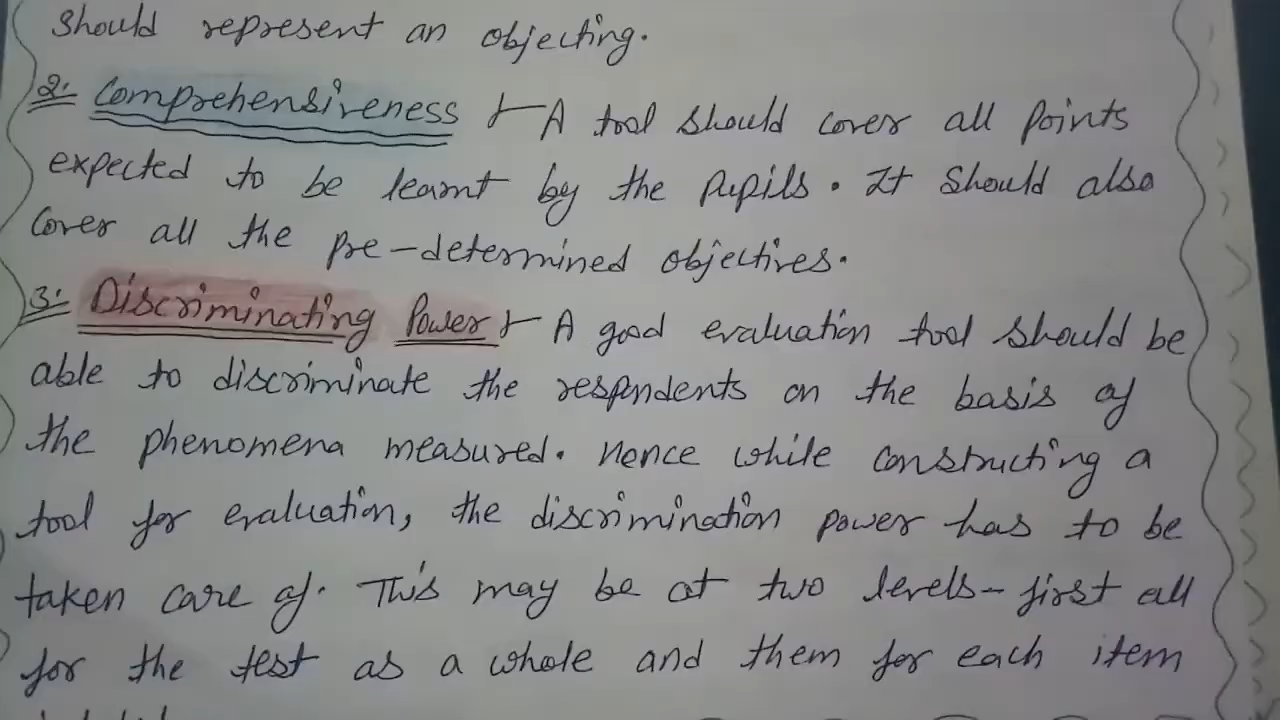 should represent an objecting.
2. Comprehensiveness :- A tool should cover all points
expected to be learnt by the pupils. It should also
cover all the pre-determined objectives.
3. Discriminating Power :- A good evaluation tool should be
able to discriminate the respondents on the basis of
the phenomena measured. Hence while constructing a
tool for evaluation, the discrimination power has to be
taken care of. This may be at two levels - first all
for the test as a whole and them for each item